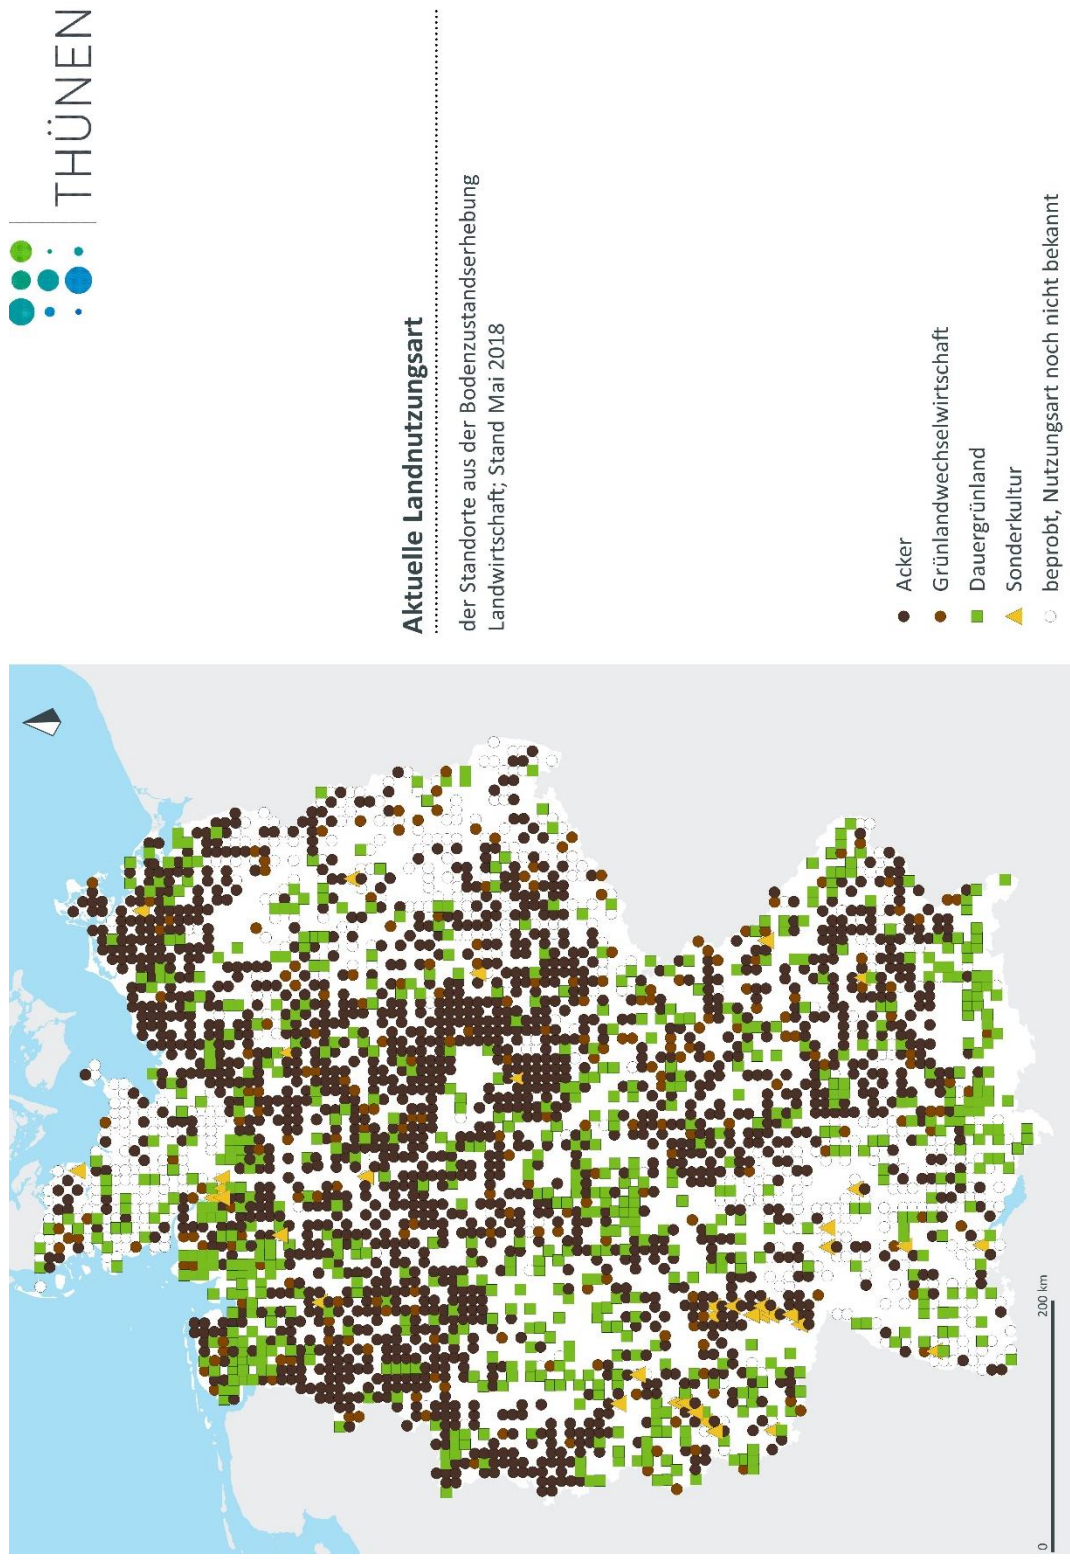 THÜNEN
Aktuelle Landnutzungsart
der Standorte aus der Bodenzustandserhebung
Landwirtschaft; Stand Mai 2018
Acker
Grünlandwechselwirtschaft
Dauergrünland
Sonderkultur
beprobt, Nutzungsart noch nicht bekannt
0
200 km